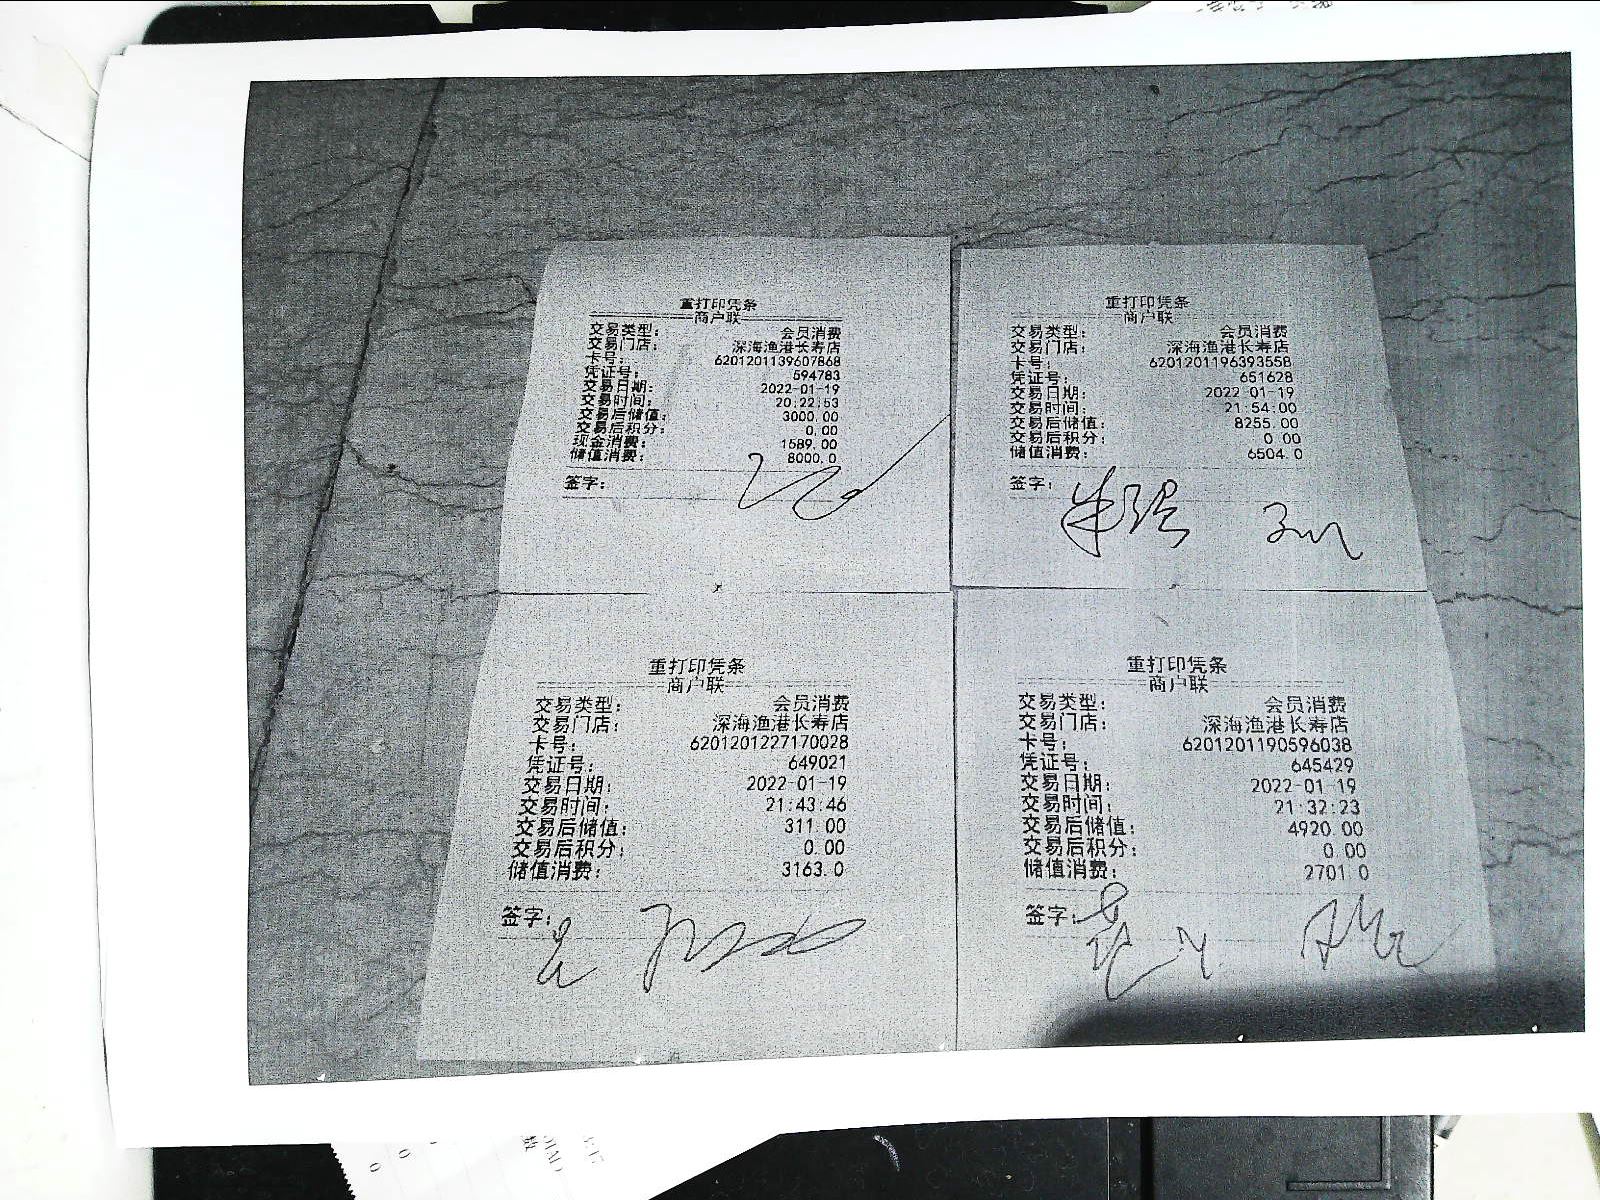 重打印凭条
商户联
交易类型: 会员消费
交易门店: 深海渔港长寿店
卡号: 6201201139607868
凭证号: 594783
交易日期: 2022-01-19
交易时间: 20:22:53
交易后储值: 3000.00
交易后积分: 0.00
现金消费: 1589.00
储值消费: 8000.0
签字:
重打印凭条
商户联
交易类型: 会员消费
交易门店: 深海渔港长寿店
卡号: 6201201196393558
凭证号: 651628
交易日期: 2022-01-19
交易时间: 21:54:00
交易后储值: 8255.00
交易后积分: 0.00
储值消费: 6504.0
签字:
重打印凭条
商户联
交易类型: 会员消费
交易门店: 深海渔港长寿店
卡号: 6201201227170028
凭证号: 649021
交易日期: 2022-01-19
交易时间: 21:43:46
交易后储值: 311.00
交易后积分: 0.00
储值消费: 3163.0
签字:
重打印凭条
商户联
交易类型: 会员消费
交易门店: 深海渔港长寿店
卡号: 6201201190596038
凭证号: 645429
交易日期: 2022-01-19
交易时间: 21:32:23
交易后储值: 4920.00
交易后积分: 0.00
储值消费: 2701.0
签字: